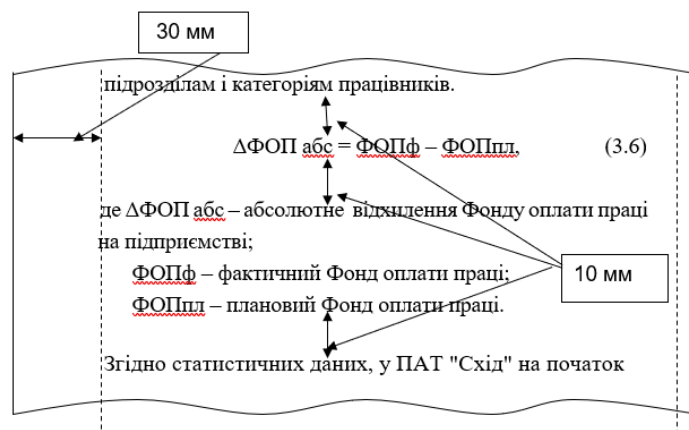 30 мм
підрозділам і категоріям працівників.
ΔФОП абс = ФОПф – ФОПпл, (3.6)
де ΔФОП абс – абсолютне відхилення Фонду оплати праці
на підприємстві;
ФОПф – фактичний Фонд оплати праці;
ФОПпл – плановий Фонд оплати праці.
10 мм
Згідно статистичних даних, у ПАТ "Схід" на початок